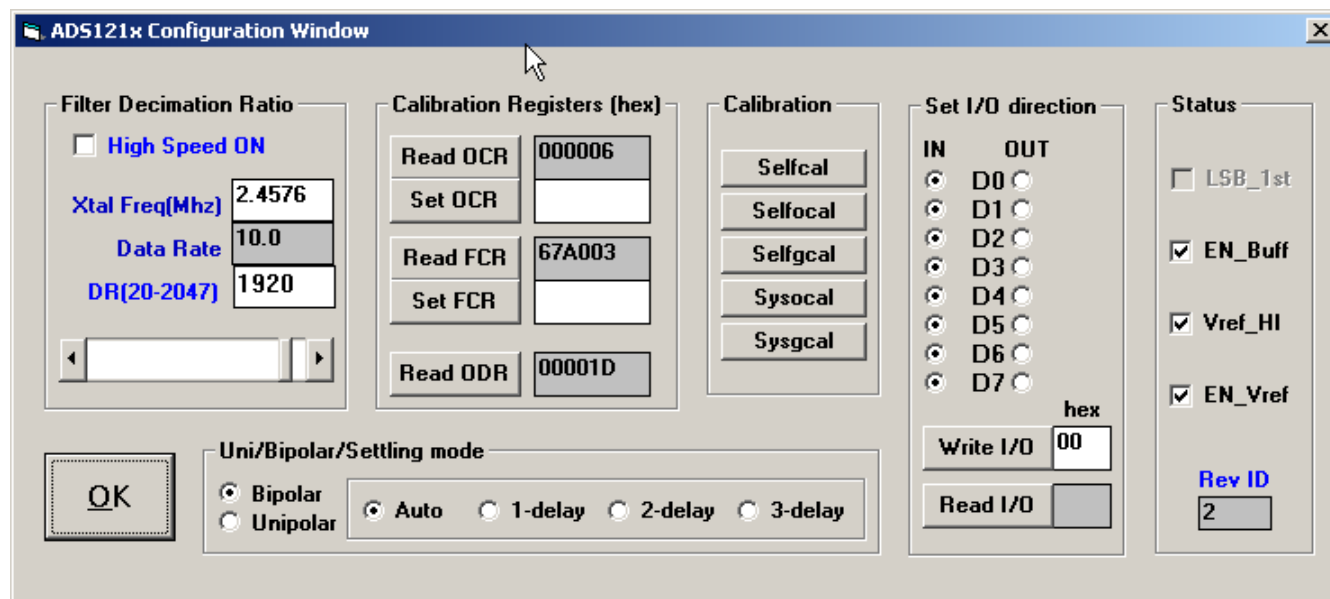 ADS121x Configuration Window
Filter Decimation Ratio
High Speed ON
Xtal Freq(Mhz) 2.4576
Data Rate 10.0
DR(20-2047) 1920
Calibration Registers (hex)
Read OCR 000006
Set OCR
Read FCR 67A003
Set FCR
Read ODR 00001D
Calibration
Selfcal
Selfocal
Selfgcal
Sysocal
Sysgcal
Set I/O direction
IN OUT
D0
D1
D2
D3
D4
D5
D6
D7
hex
Write I/O 00
Read I/O
Status
LSB_1st
EN_Buff
Vref_HI
EN_Vref
Rev ID
2
OK
Uni/Bipolar/Settling mode
Bipolar
Unipolar
Auto 1-delay 2-delay 3-delay